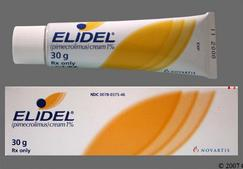 ELIDEL
(pimecrolimus) cream 1%
30 g
Rx only
NDC 0078-0375-46
ELIDEL
(pimecrolimus) cream 1%
30 g
Rx only
NOVARTIS
© 2007